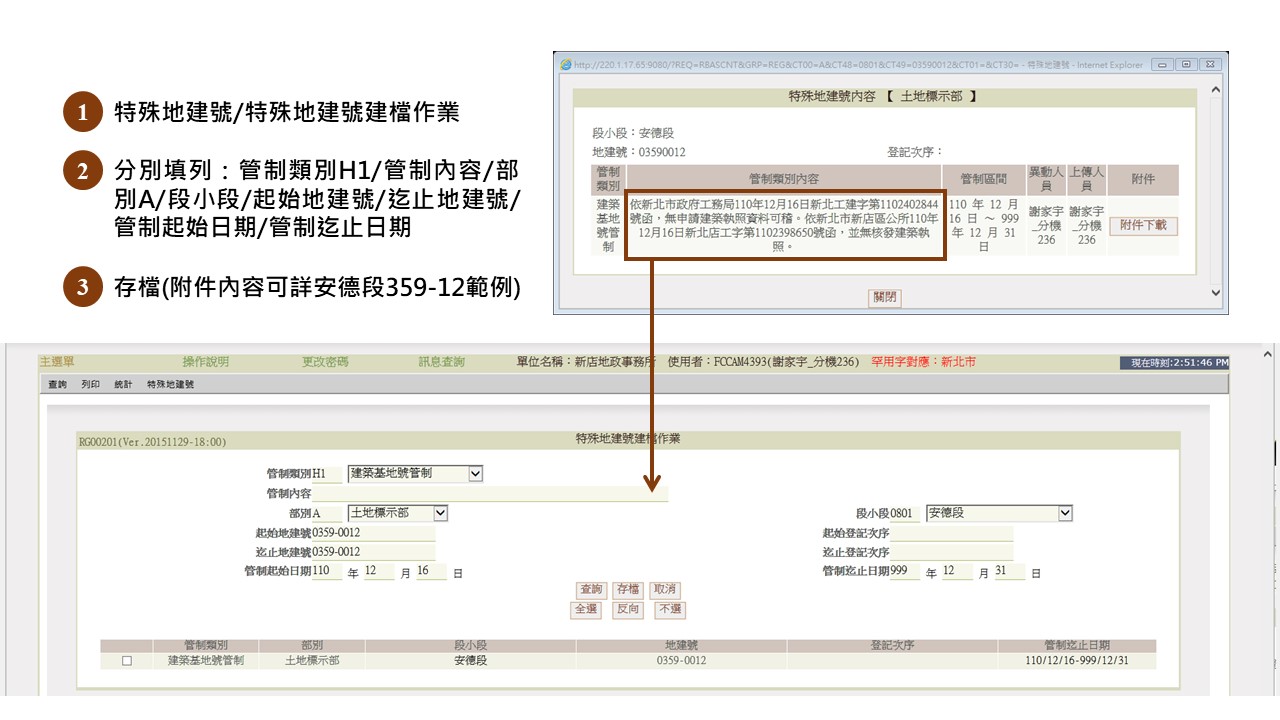 1 特殊地建號/特殊地建號建檔作業
2 分別填列：管制類別H1/管制內容/部
別A/段小段/起始地建號/迄止地建號/
管制起始日期/管制迄止日期
3 存檔(附件內容可詳安德段359-12範例)
http://220.1.17.65:9080/?REQ=RBASCNT&GRP=REG&CT00=A&CT48=0801&CT49=03590012&CT01=&CT30= - 特殊地建號 - Internet Explorer
特殊地建號內容 【 土地標示部 】
段小段：安德段
地建號：03590012 登記次序：
管制類別 管制類別內容 管制區間 異動人員 上傳人員 附件
建築基地號管制
依新北市政府工務局110年12月16日新北工建字第1102402844
號函，無申請建築執照資料可稽。依新北市新店區公所110年
12月16日新北店工字第1102398650號函，並無核發建築執
照。
110 年 12 月
16 日 ～ 999
年 12 月 31
日
謝家宇_分機236 謝家宇_分機236 附件下載
關閉
主選單 操作說明 更改密碼 訊息查詢 單位名稱：新店地政事務所 使用者：FCCAM4393(謝家宇_分機236) 罕用字對應：新北市 現在時刻:2:51:46 PM
查詢 列印 統計 特殊地建號
RG00201(Ver.20151129-18:00) 特殊地建號建檔作業
管制類別H1 建築基地號管制
管制內容
部別A 土地標示部 段小段0801 安德段
起始地建號0359-0012 起始登記次序
迄止地建號0359-0012 迄止登記次序
管制起始日期110 年 12 月 16 日 管制迄止日期999 年 12 月 31 日
查詢 存檔 取消
全選 反向 不選
管制類別 部別 段小段 地建號 登記次序 管制迄止日期
建築基地號管制 土地標示部 安德段 0359-0012 110/12/16-999/12/31